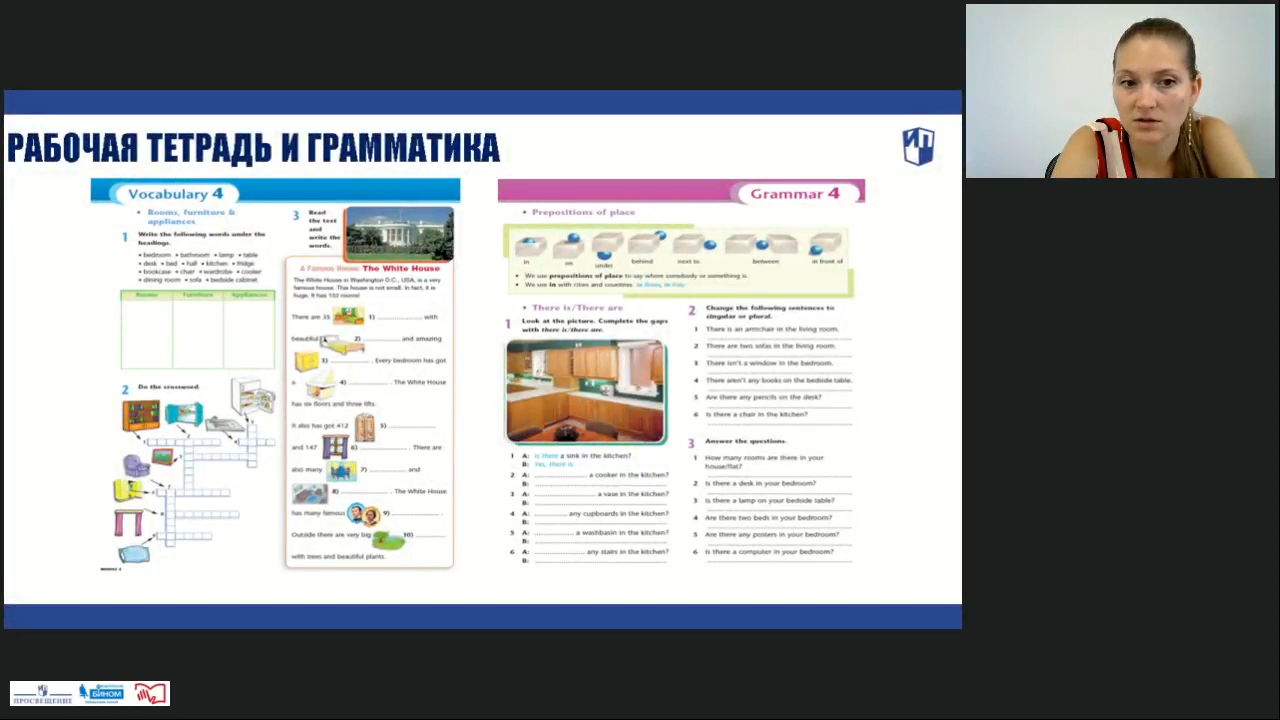 РАБОЧАЯ ТЕТРАДЬ И ГРАММАТИКА
Vocabulary 4
• Rooms, furniture &
appliances
1 Write the following words under the
headings.
• bedroom • bathroom • lamp • table
• desk • bed • hall • kitchen • fridge
• bookcase • chair • wardrobe • cooker
• dining room • sofa • bedside cabinet
Rooms Furniture Appliances
2 Do the crossword.
3 Read
the text
and
write the
words.
A Famous House: The White House
The White House in Washington D.C., USA, is a very
famous house. This house is not small. In fact, it is
huge. It has 132 rooms!
There are 35 1) .................. with
beautiful 2) .............. and amazing
3) ................ . Every bedroom has got
a 4) ................ . The White House
has six floors and three lifts.
It also has got 412 5) ..................
and 147 6) ................ . There are
also many 7) ................ and
8) ................ . The White House
has many famous 9) .................. .
Outside there are very big 10) ............
with trees and beautiful plants.
Grammar 4
• Prepositions of place
in on under behind next to between in front of
• We use prepositions of place to say where somebody or something is.
• We use in with cities and countries. in Rome, in Italy
• There is/There are
1 Look at the picture. Complete the gaps
with there is/there are.
1 A: Is there a sink in the kitchen?
B: Yes, there is.
2 A: .................. a cooker in the kitchen?
B: ..................
3 A: .................. a vase in the kitchen?
B: ..................
4 A: .................. any cupboards in the kitchen?
B: ..................
5 A: .................. a washbasin in the kitchen?
B: ..................
6 A: .................. any stairs in the kitchen?
B: ..................
2 Change the following sentences to
singular or plural.
1 There is an armchair in the living room.
2 There are two sofas in the living room.
3 There isn't a window in the bedroom.
4 There aren't any books on the bedside table.
5 Are there any pencils on the desk?
6 Is there a chair in the kitchen?
3 Answer the questions.
1 How many rooms are there in your
house/flat?
2 Is there a desk in your bedroom?
3 Is there a lamp on your bedside table?
4 Are there two beds in your bedroom?
5 Are there any posters in your bedroom?
6 Is there a computer in your bedroom?
ПРОСВЕЩЕНИЕ
БИНОМ